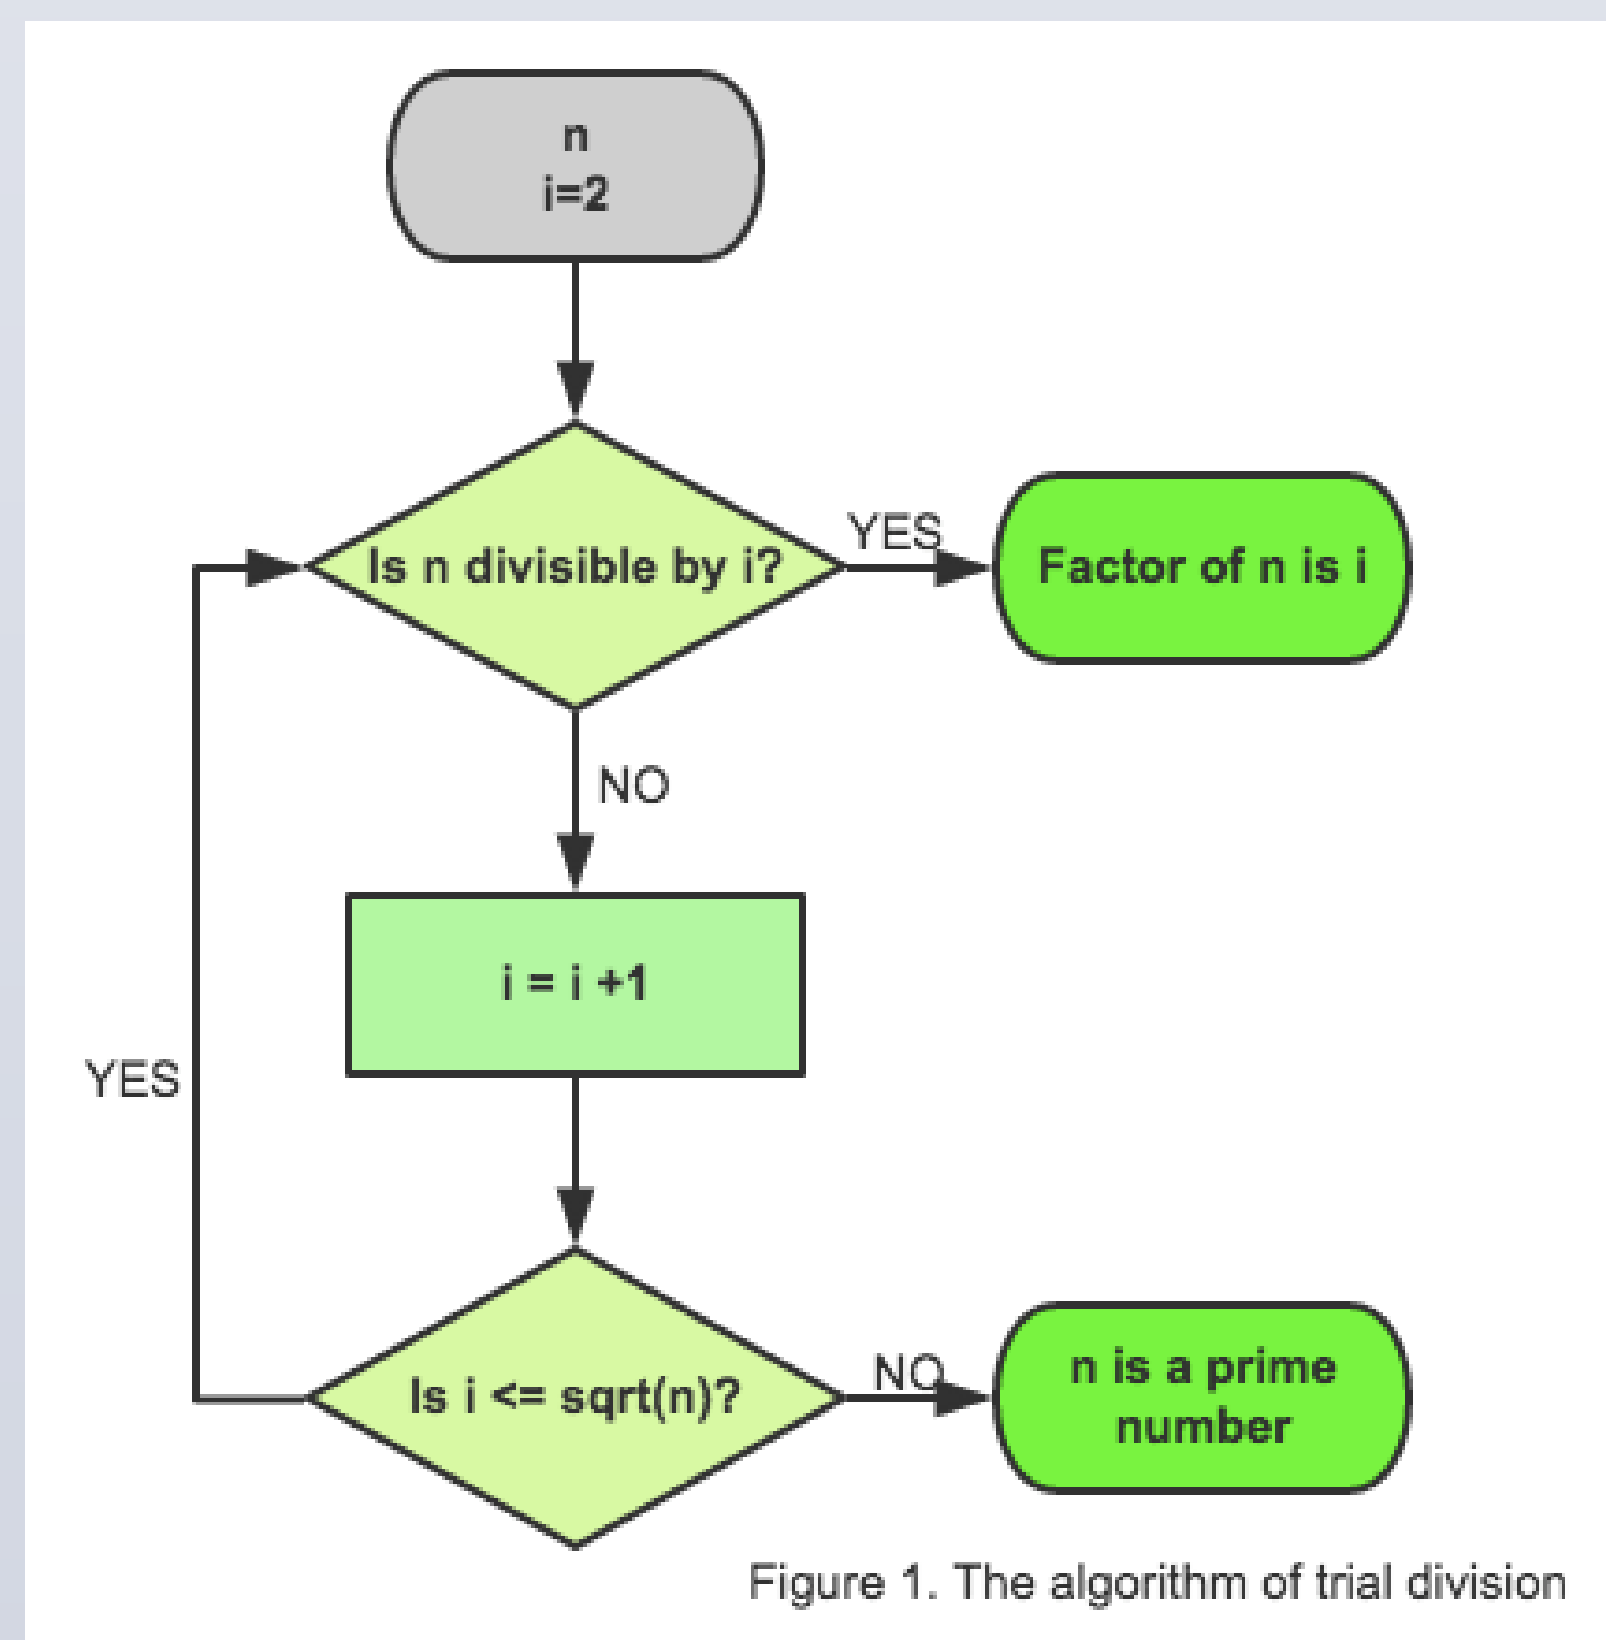 n
i=2
Is n divisible by i?
YES
Factor of n is i
NO
i = i +1
YES
Is i <= sqrt(n)?
NO
n is a prime
number
Figure 1. The algorithm of trial division